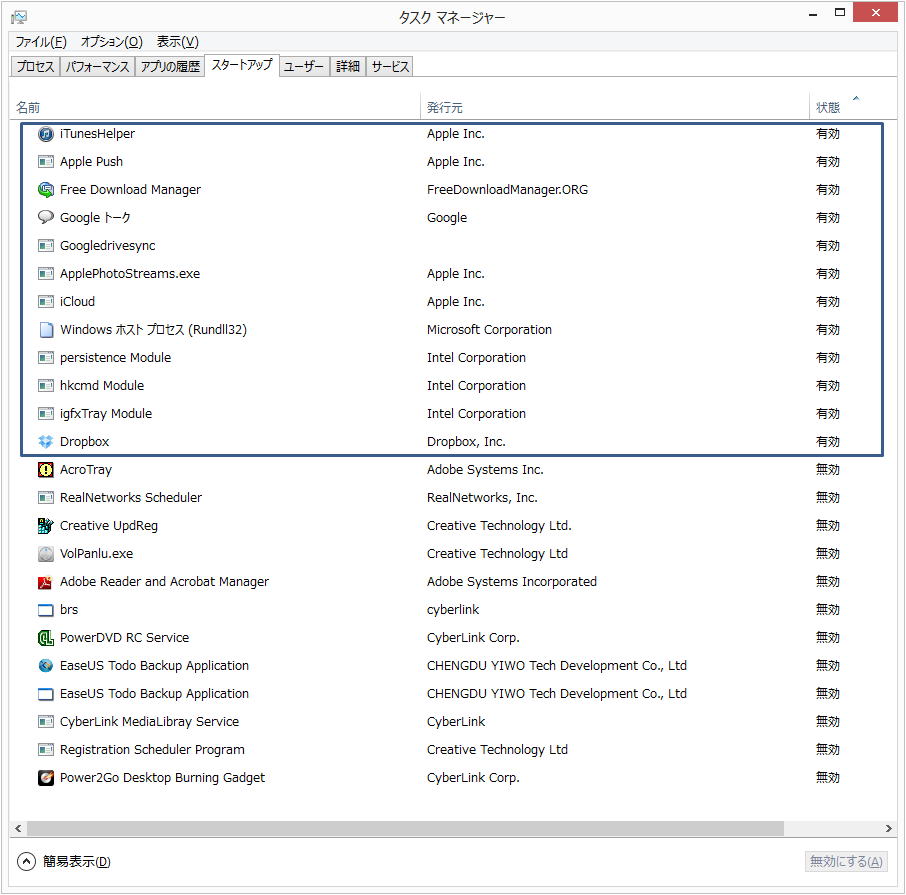 タスク マネージャー
ファイル(F) オプション(O) 表示(V)
プロセス パフォーマンス アプリの履歴 スタートアップ ユーザー 詳細 サービス
名前 発行元 状態
iTunesHelper Apple Inc. 有効
Apple Push Apple Inc. 有効
Free Download Manager FreeDownloadManager.ORG 有効
Google トーク Google 有効
Googledrivesync 有効
ApplePhotoStreams.exe Apple Inc. 有効
iCloud Apple Inc. 有効
Windows ホスト プロセス (Rundll32) Microsoft Corporation 有効
persistence Module Intel Corporation 有効
hkcmd Module Intel Corporation 有効
igfxTray Module Intel Corporation 有効
Dropbox Dropbox, Inc. 有効
AcroTray Adobe Systems Inc. 無効
RealNetworks Scheduler RealNetworks, Inc. 無効
Creative UpdReg Creative Technology Ltd. 無効
VolPanlu.exe Creative Technology Ltd 無効
Adobe Reader and Acrobat Manager Adobe Systems Incorporated 無効
brs cyberlink 無効
PowerDVD RC Service CyberLink Corp. 無効
EaseUS Todo Backup Application CHENGDU YIWO Tech Development Co., Ltd 無効
EaseUS Todo Backup Application CHENGDU YIWO Tech Development Co., Ltd 無効
CyberLink MediaLibray Service CyberLink 無効
Registration Scheduler Program Creative Technology Ltd 無効
Power2Go Desktop Burning Gadget CyberLink Corp. 無効
簡易表示(D) 無効にする(A)